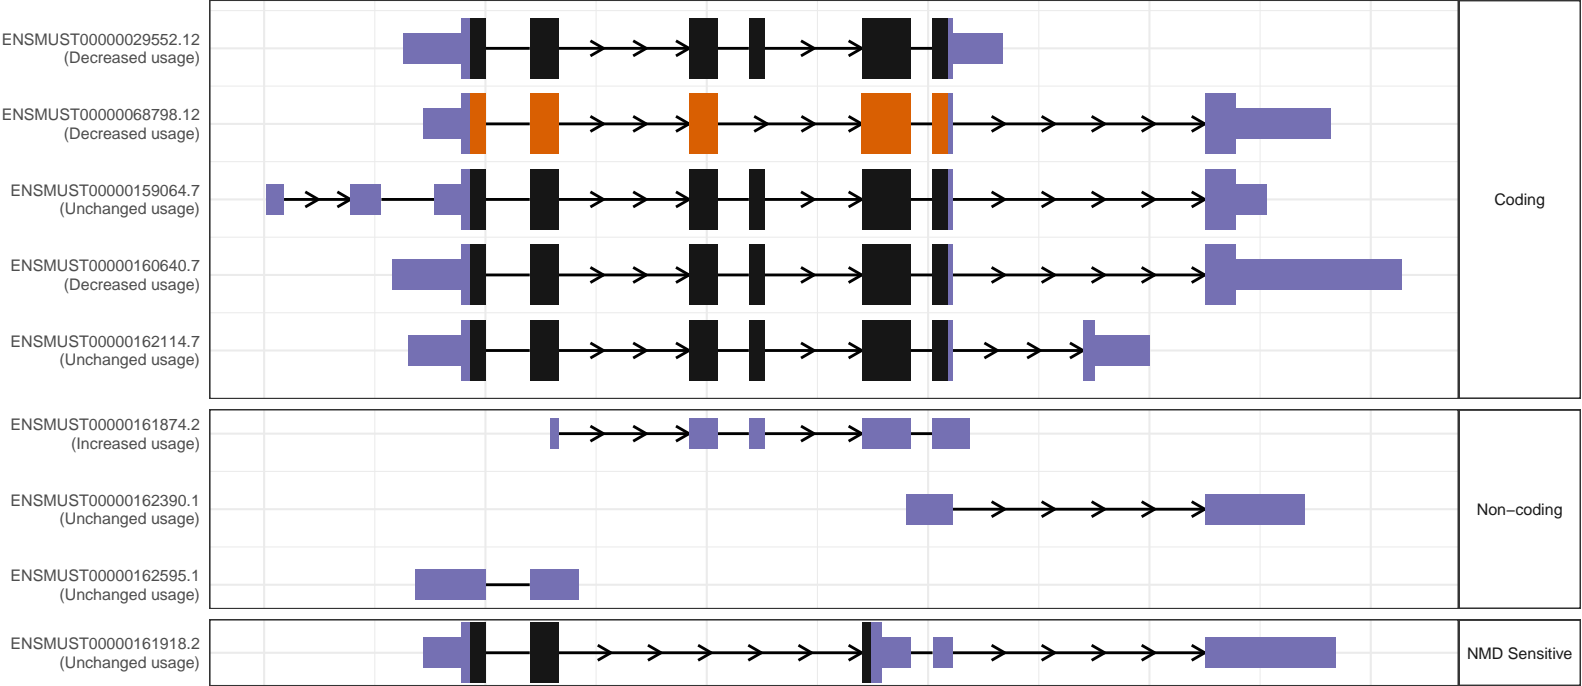 ENSMUST00000029552.12
(Decreased usage)
ENSMUST00000068798.12
(Decreased usage)
ENSMUST00000159064.7
(Unchanged usage)
Coding
ENSMUST00000160640.7
(Decreased usage)
ENSMUST00000162114.7
(Unchanged usage)
ENSMUST00000161874.2
(Increased usage)
ENSMUST00000162390.1
(Unchanged usage)
Non−coding
ENSMUST00000162595.1
(Unchanged usage)
ENSMUST00000161918.2
(Unchanged usage)
NMD Sensitive